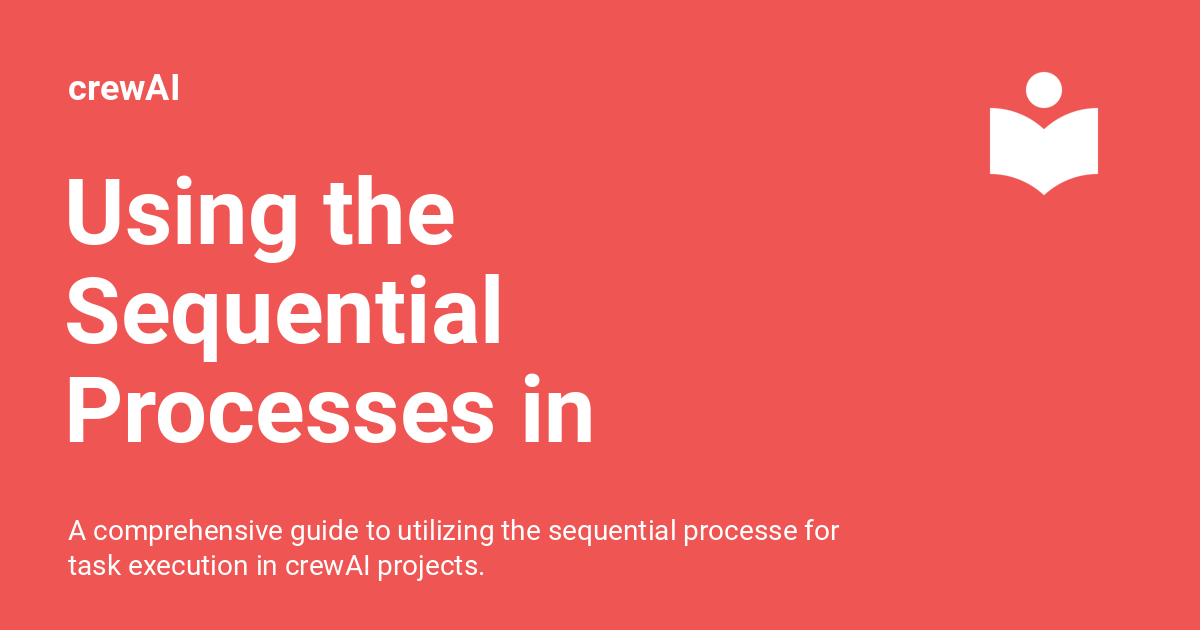 crewAI
Using the
Sequential
Processes in
A comprehensive guide to utilizing the sequential processe for
task execution in crewAI projects.